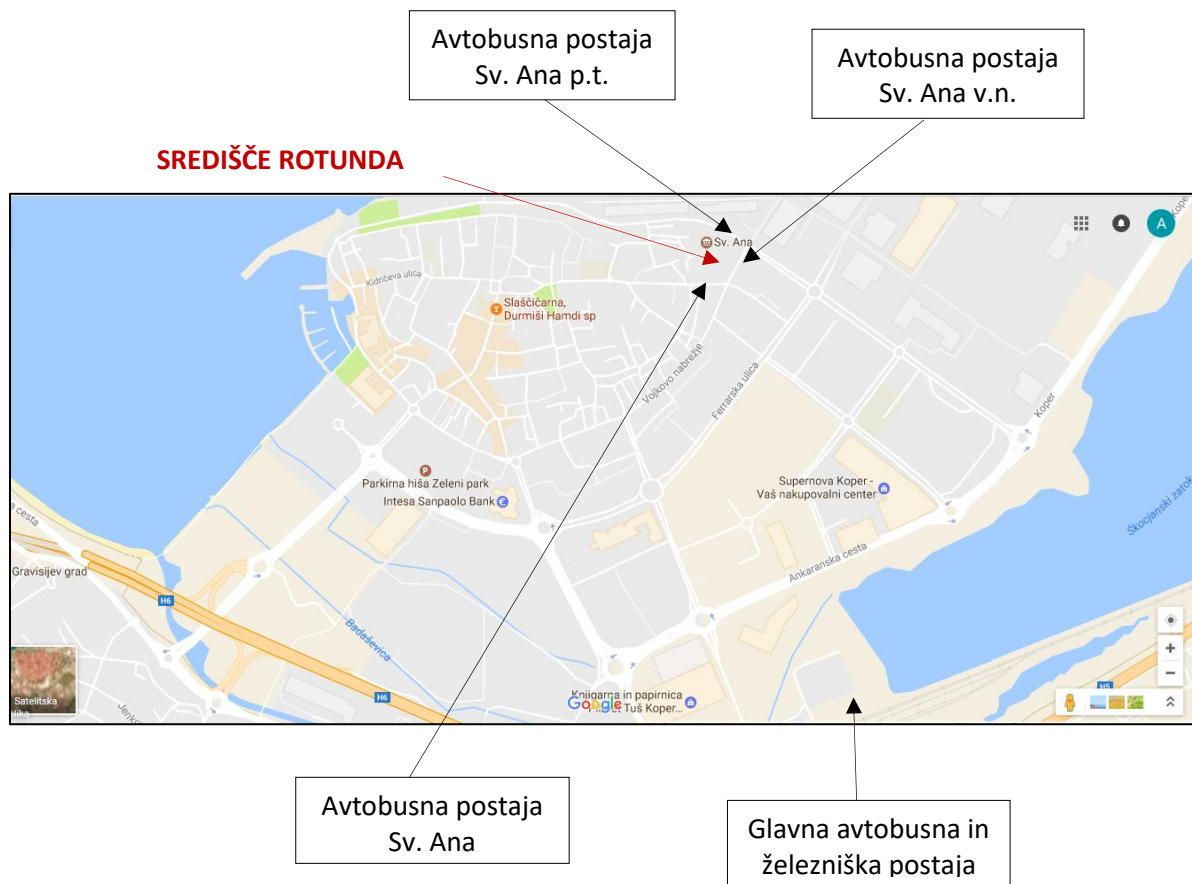 Avtobusna postaja
Sv. Ana p.t.
Avtobusna postaja
Sv. Ana v.n.
SREDIŠČE ROTUNDA
Sv. Ana
A
Kidričeva ulica
Slaščičarna,
Durmiši Hamdi sp
Vojkovo nabrežje
Ferrarska ulica
Koper
Parkirna hiša Zeleni park
Intesa Sanpaolo Bank
Supernova Koper -
Vaš nakupovalni center
cesta
Gravisijev grad
H6
Badaševica
Ankaranska cesta
H6
H5
Satelitska
Knjigarna in papirnica
Tuš Koper...
Google
Avtobusna postaja
Sv. Ana
Glavna avtobusna in
železniška postaja